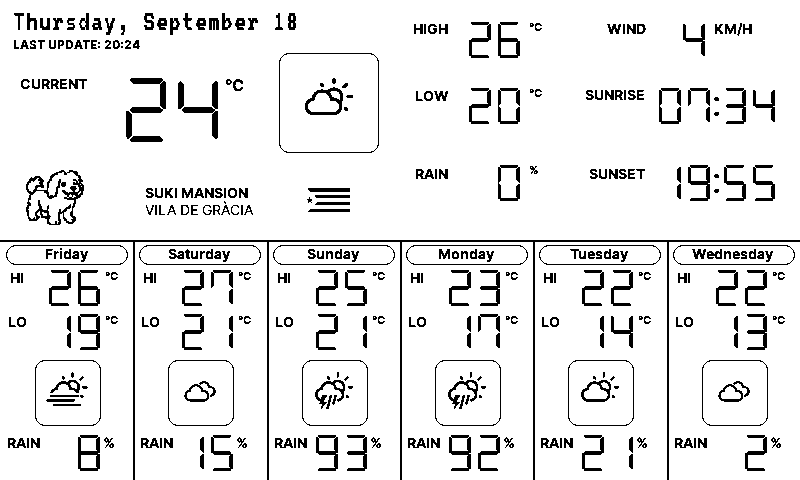 Thursday, September 18
LAST UPDATE: 20:24
CURRENT 24 °C
HIGH 26 °C
WIND 4 KM/H
LOW 20 °C
SUNRISE 07:34
RAIN 0 %
SUNSET 19:55
SUKI MANSION
VILA DE GRÀCIA
Friday
HI 26 °C
LO 19 °C
RAIN 8 %
Saturday
HI 27 °C
LO 21 °C
RAIN 15 %
Sunday
HI 25 °C
LO 21 °C
RAIN 93 %
Monday
HI 23 °C
LO 17 °C
RAIN 92 %
Tuesday
HI 22 °C
LO 14 °C
RAIN 21 %
Wednesday
HI 22 °C
LO 13 °C
RAIN 2 %